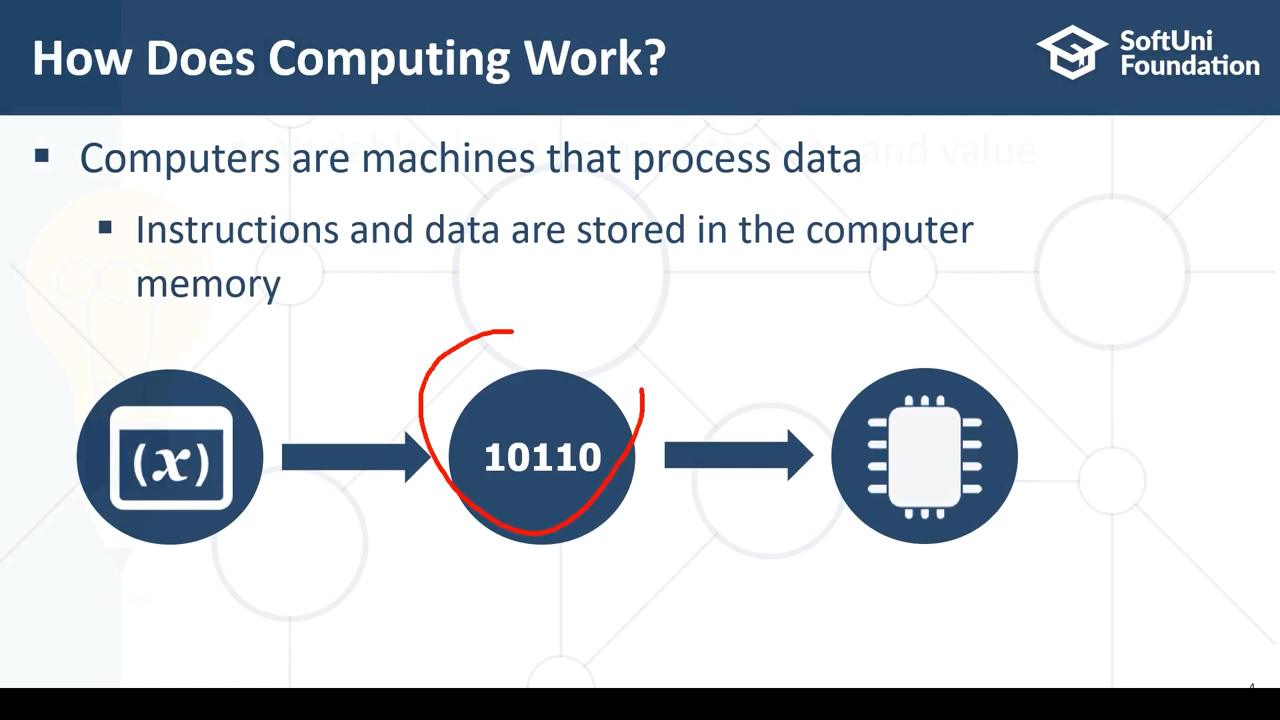 How Does Computing Work?
SoftUni
Foundation
Computers are machines that process data
Instructions and data are stored in the computer
memory
(x)
10110